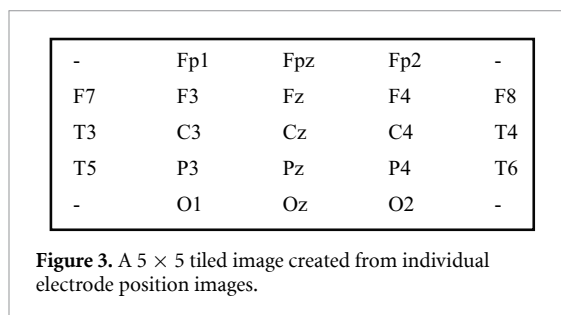 - Fp1 Fpz Fp2 -
F7 F3 Fz F4 F8
T3 C3 Cz C4 T4
T5 P3 Pz P4 T6
- O1 Oz O2 -
Figure 3. A 5 × 5 tiled image created from individual
electrode position images.